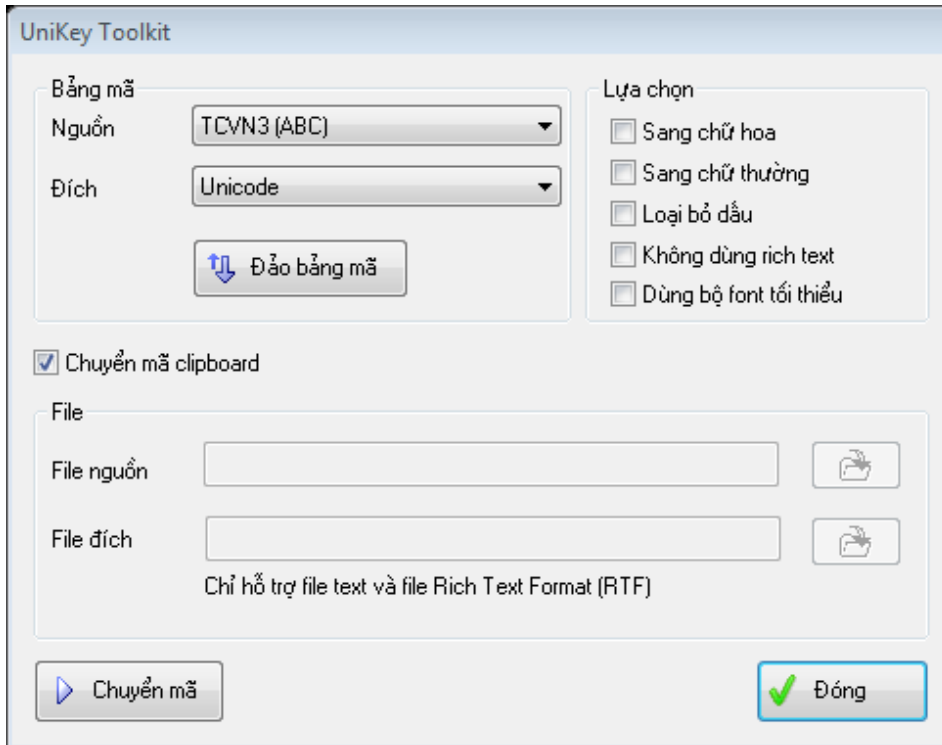 UniKey Toolkit
Bảng mã
Nguồn
TCVN3 (ABC)
Đích
Unicode
Đảo bảng mã
Lựa chọn
Sang chữ hoa
Sang chữ thường
Loại bỏ dấu
Không dùng rich text
Dùng bộ font tối thiểu
Chuyển mã clipboard
File
File nguồn
File đích
Chỉ hỗ trợ file text và file Rich Text Format (RTF)
Chuyển mã
Đóng